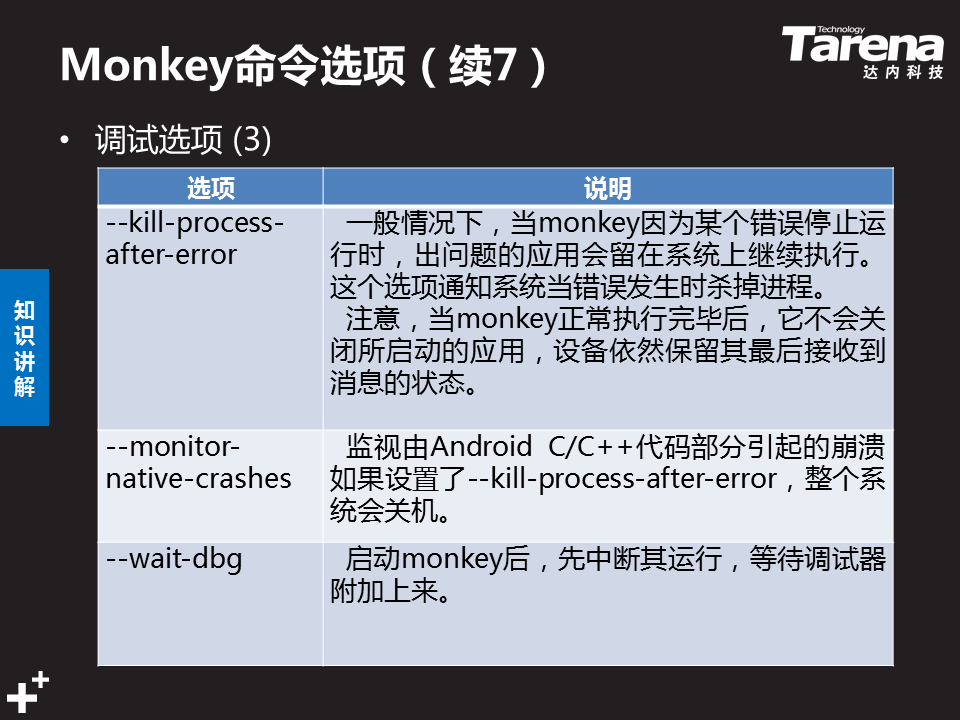 Monkey命令选项（续7）
Technology
Tarena
达内科技
• 调试选项 (3)
选项
说明
--kill-process-
after-error
一般情况下，当monkey因为某个错误停止运
行时，出问题的应用会留在系统上继续执行。
这个选项通知系统当错误发生时杀掉进程。
注意，当monkey正常执行完毕后，它不会关
闭所启动的应用，设备依然保留其最后接收到
消息的状态。
--monitor-
native-crashes
监视由Android C/C++代码部分引起的崩溃
如果设置了--kill-process-after-error，整个系
统会关机。
--wait-dbg
启动monkey后，先中断其运行，等待调试器
附加上来。
知
识
讲
解